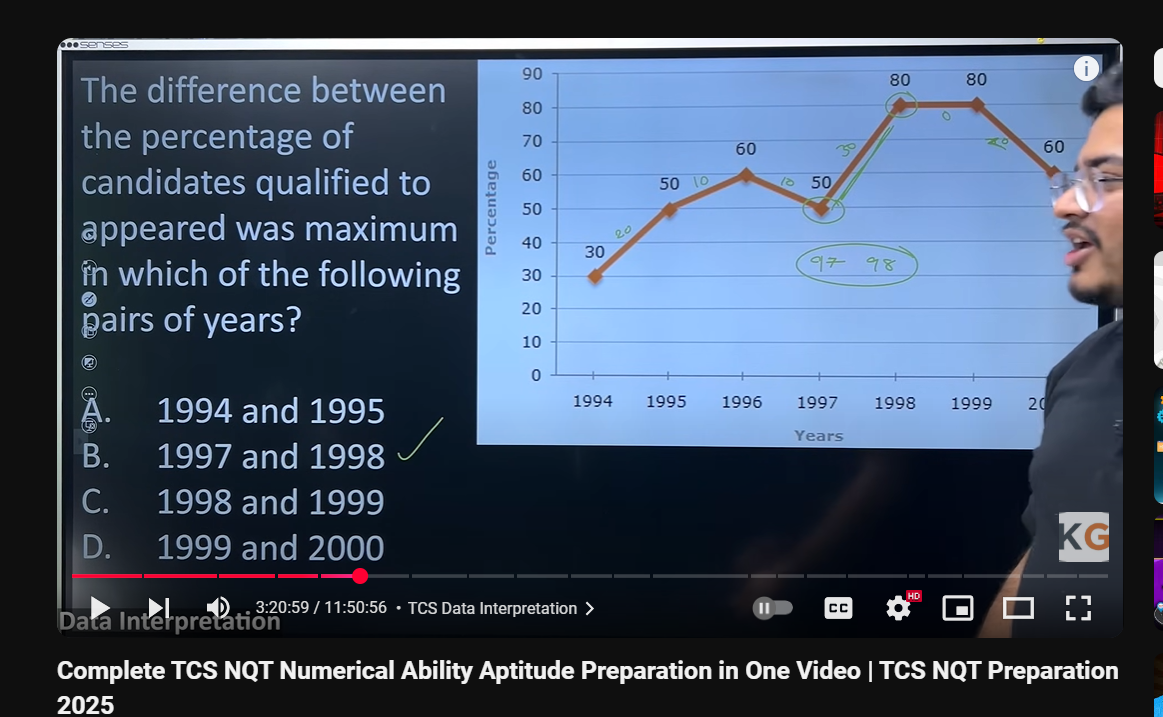 senses
The difference between
the percentage of
candidates qualified to
appeared was maximum
in which of the following
pairs of years?
A. 1994 and 1995
B. 1997 and 1998
C. 1998 and 1999
D. 1999 and 2000
90
80
70
60
50
40
30
20
10
0
Percentage
30
50
60
50
80
80
60
20
10
10
30
0
97 98
1994 1995 1996 1997 1998 1999 20
Years
i
KG
3:20:59 / 11:50:56 • TCS Data Interpretation >
CC
HD
Data Interpretation
Complete TCS NQT Numerical Ability Aptitude Preparation in One Video | TCS NQT Preparation
2025